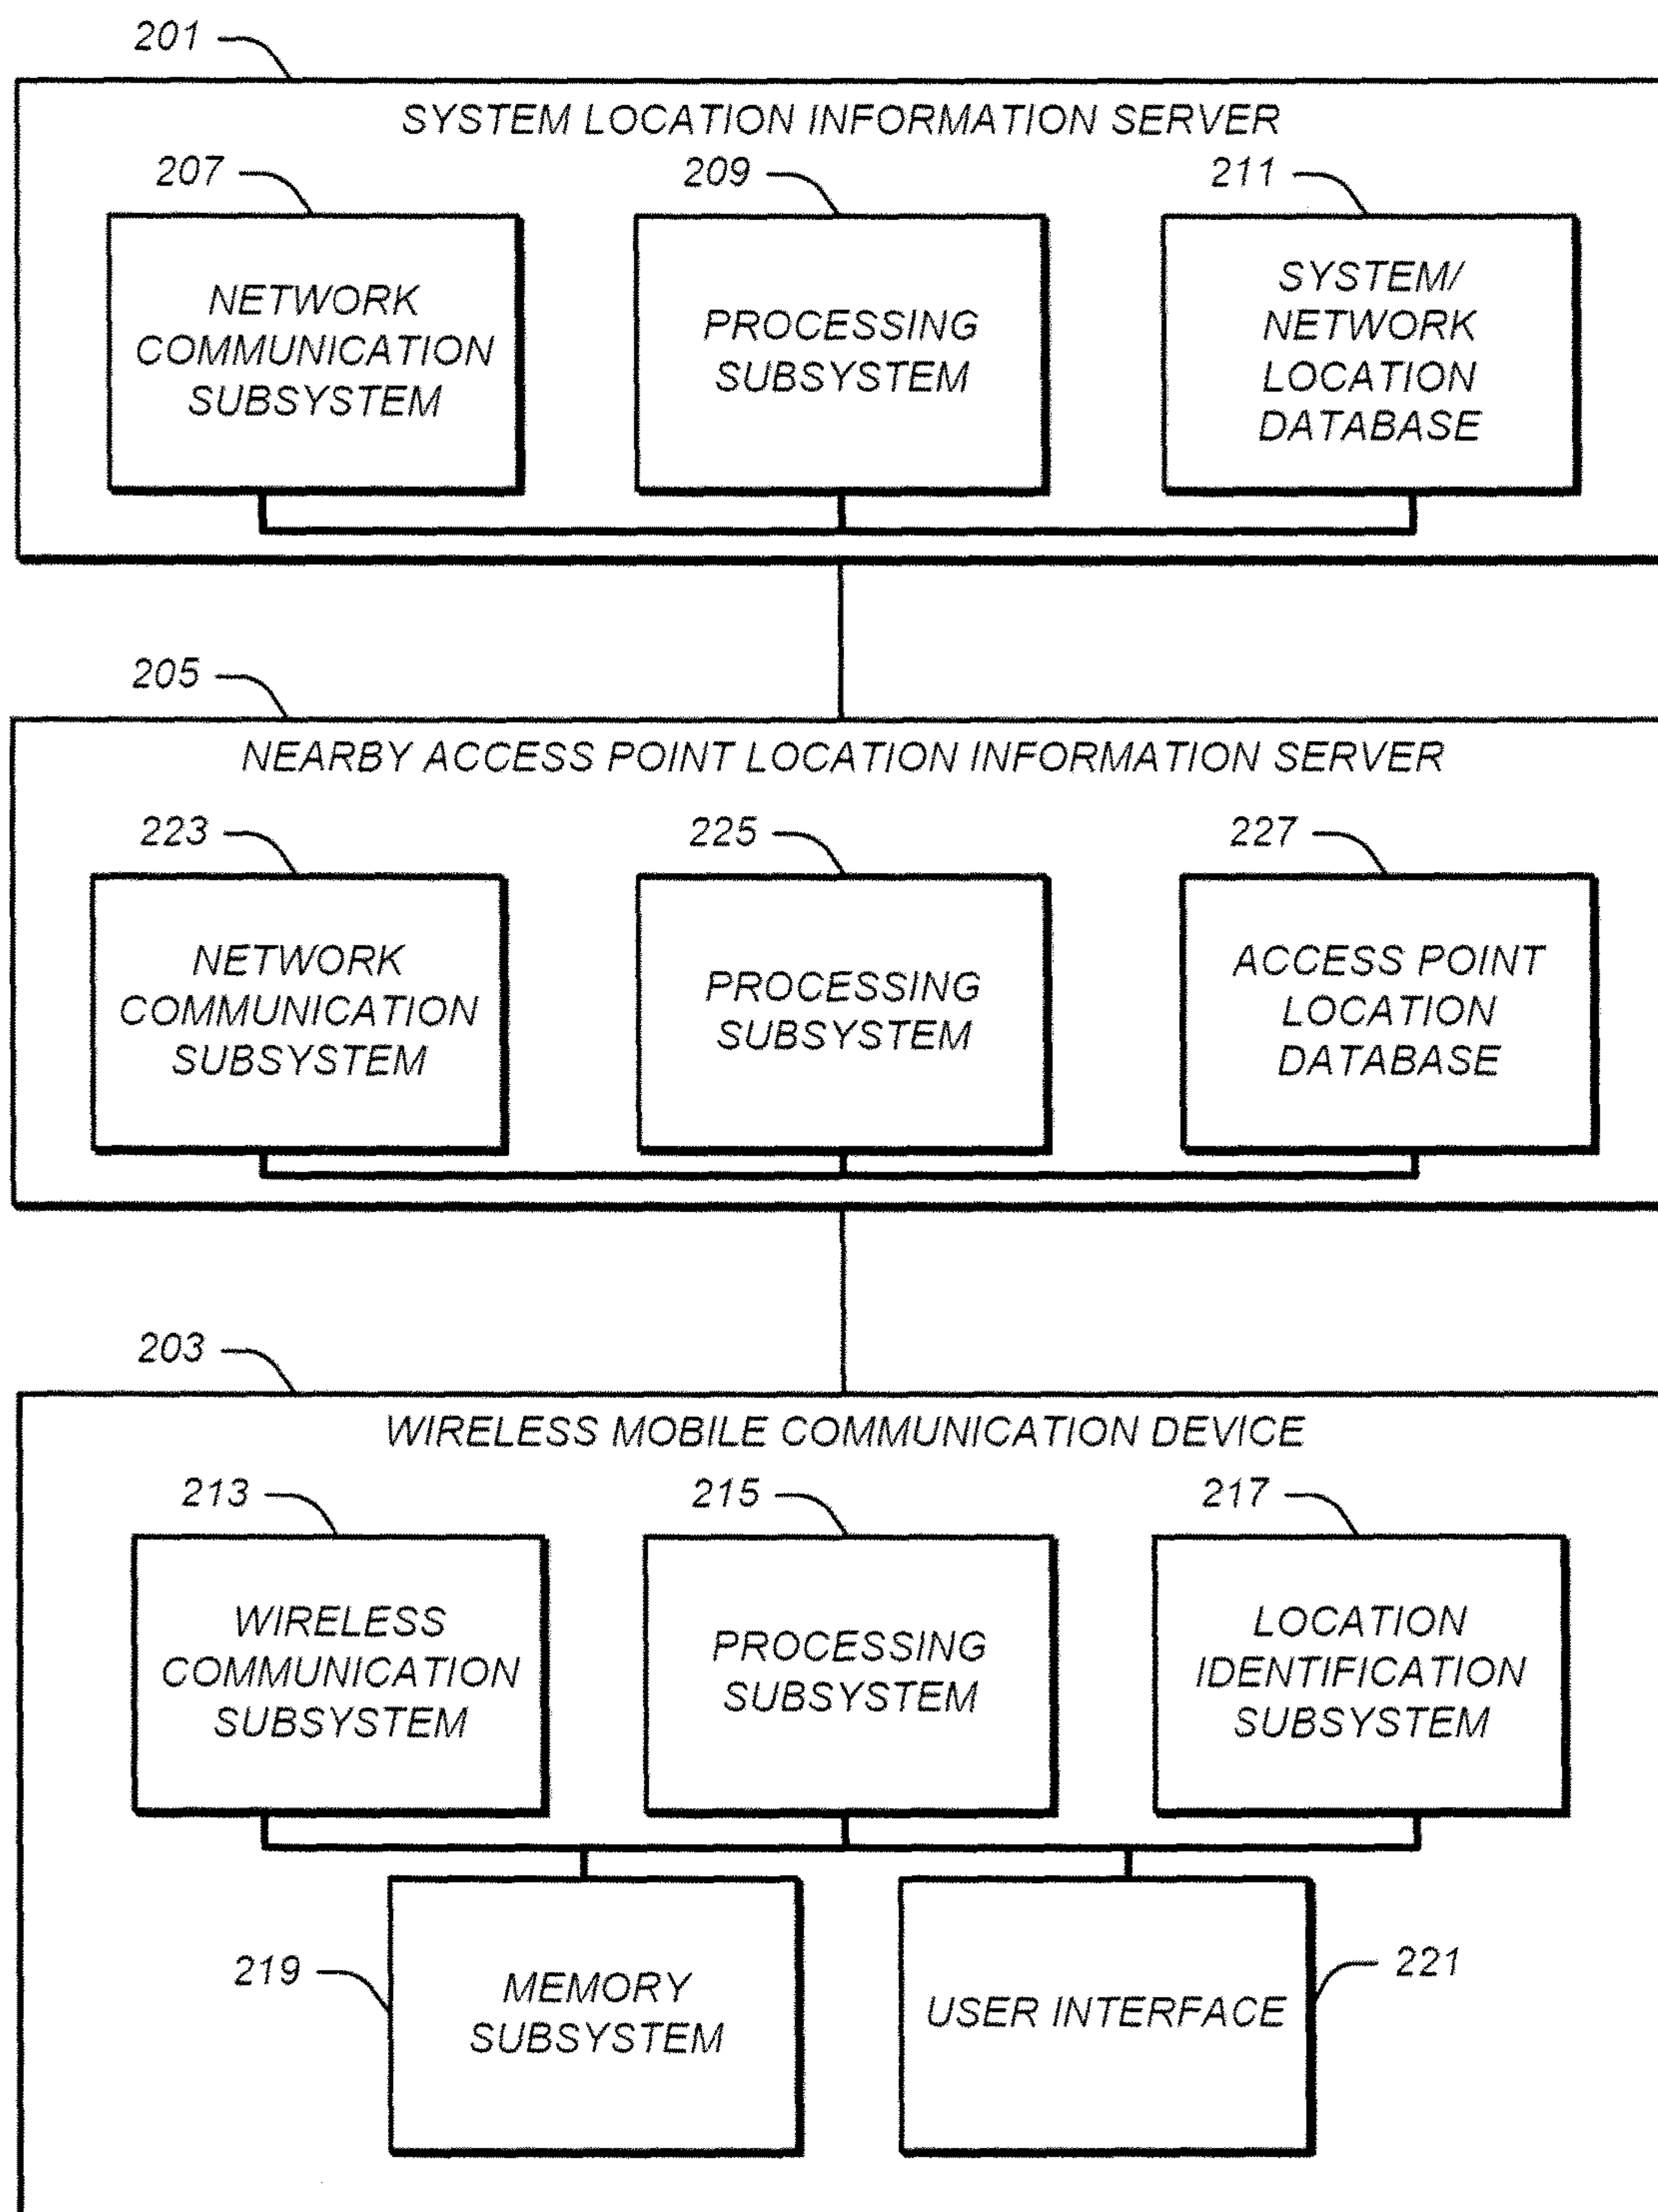 201
SYSTEM LOCATION INFORMATION SERVER
207
209
211
NETWORK
COMMUNICATION
SUBSYSTEM
PROCESSING
SUBSYSTEM
SYSTEM/
NETWORK
LOCATION
DATABASE
205
NEARBY ACCESS POINT LOCATION INFORMATION SERVER
223
225
227
NETWORK
COMMUNICATION
SUBSYSTEM
PROCESSING
SUBSYSTEM
ACCESS POINT
LOCATION
DATABASE
203
WIRELESS MOBILE COMMUNICATION DEVICE
213
215
217
WIRELESS
COMMUNICATION
SUBSYSTEM
PROCESSING
SUBSYSTEM
LOCATION
IDENTIFICATION
SUBSYSTEM
219
MEMORY
SUBSYSTEM
USER INTERFACE
221